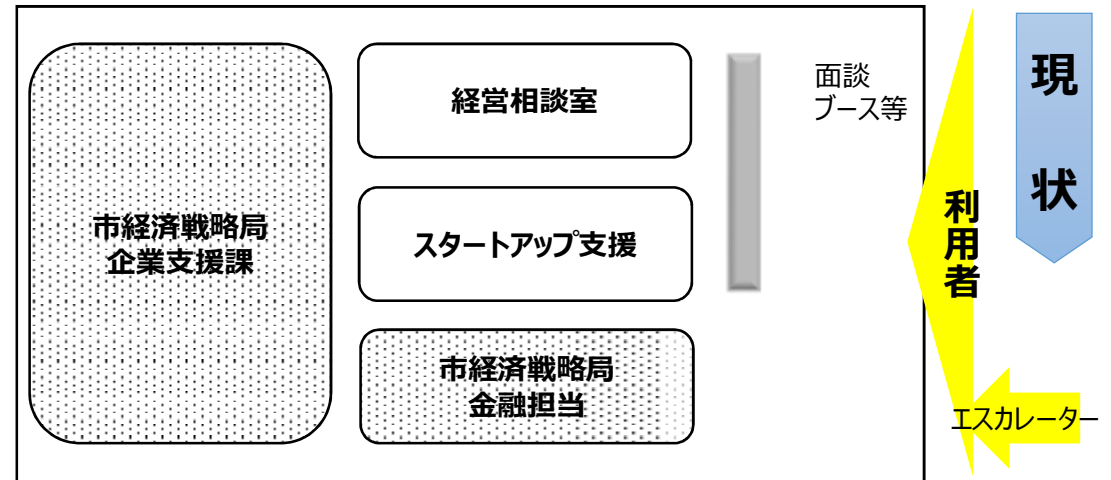 市経済戦略局
企業支援課
経営相談室
スタートアップ支援
市経済戦略局
金融担当
面談
ブース等
利用者
現状
エスカレーター